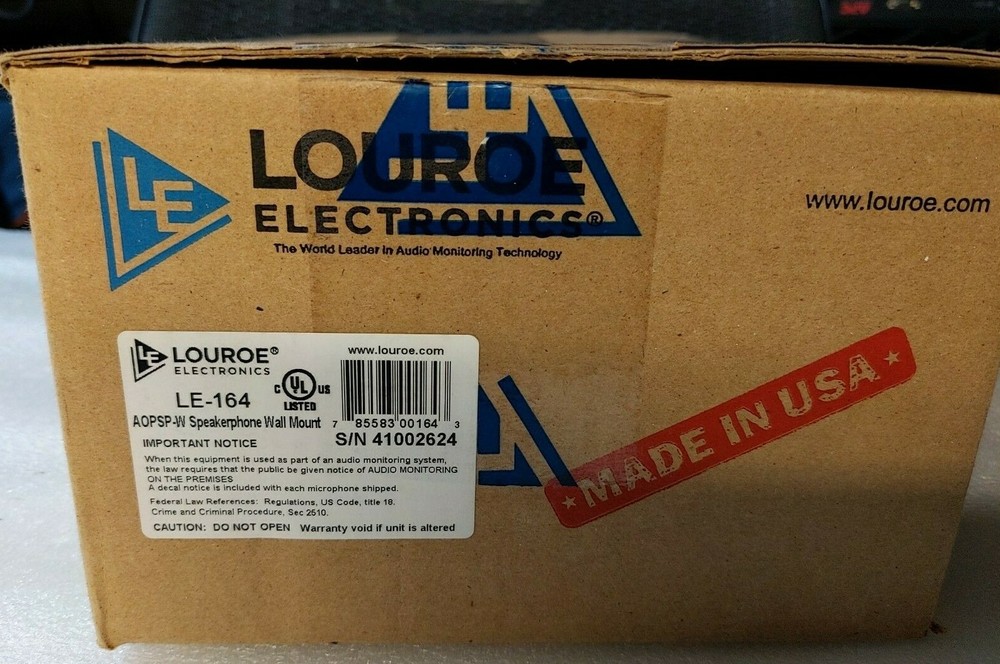 LE
LOUROE
ELECTRONICS®
The World Leader in Audio Monitoring Technology
www.louroe.com
LE
LOUROE®
ELECTRONICS
www.louroe.com
LE-164
C UL US
LISTED
AOPSP-W Speakerphone Wall Mount
7 85583 00164 3
S/N 41002624
IMPORTANT NOTICE
When this equipment is used as part of an audio monitoring system,
the law requires that the public be given notice of AUDIO MONITORING
ON THE PREMISES
A decal notice is included with each microphone shipped.
Federal Law References: Regulations, US Code, title 18.
Crime and Criminal Procedure, Sec 2510.
CAUTION: DO NOT OPEN Warranty void if unit is altered
MADE IN USA